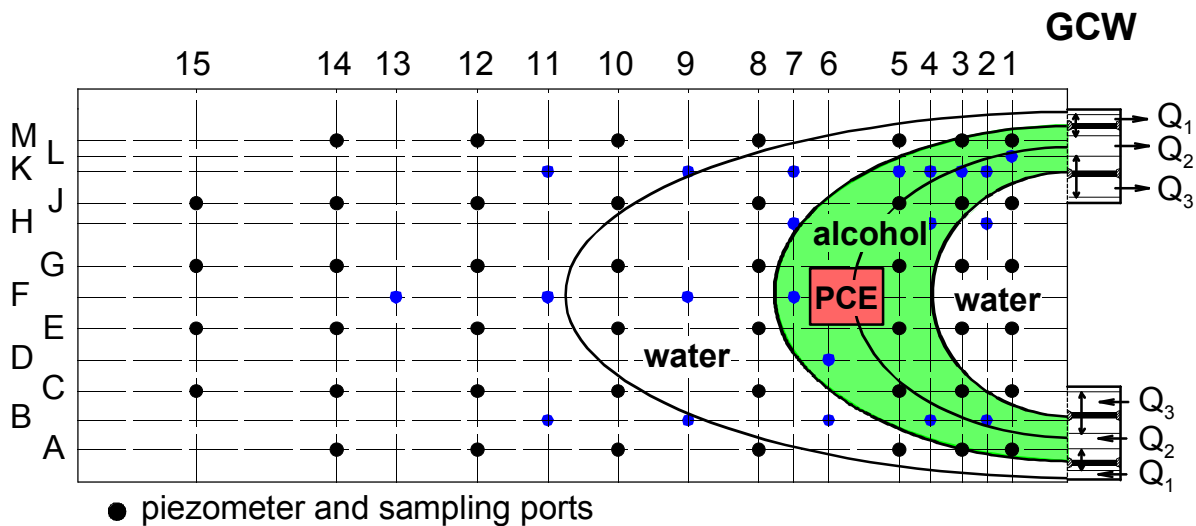 GCW
15 14 13 12 11 10 9 8 7 6 5 4 3 2 1
M
L
K
J
H
G
F
E
D
C
B
A
Q1
Q2
Q3
alcohol
PCE
water
water
Q3
Q2
Q1
piezometer and sampling ports